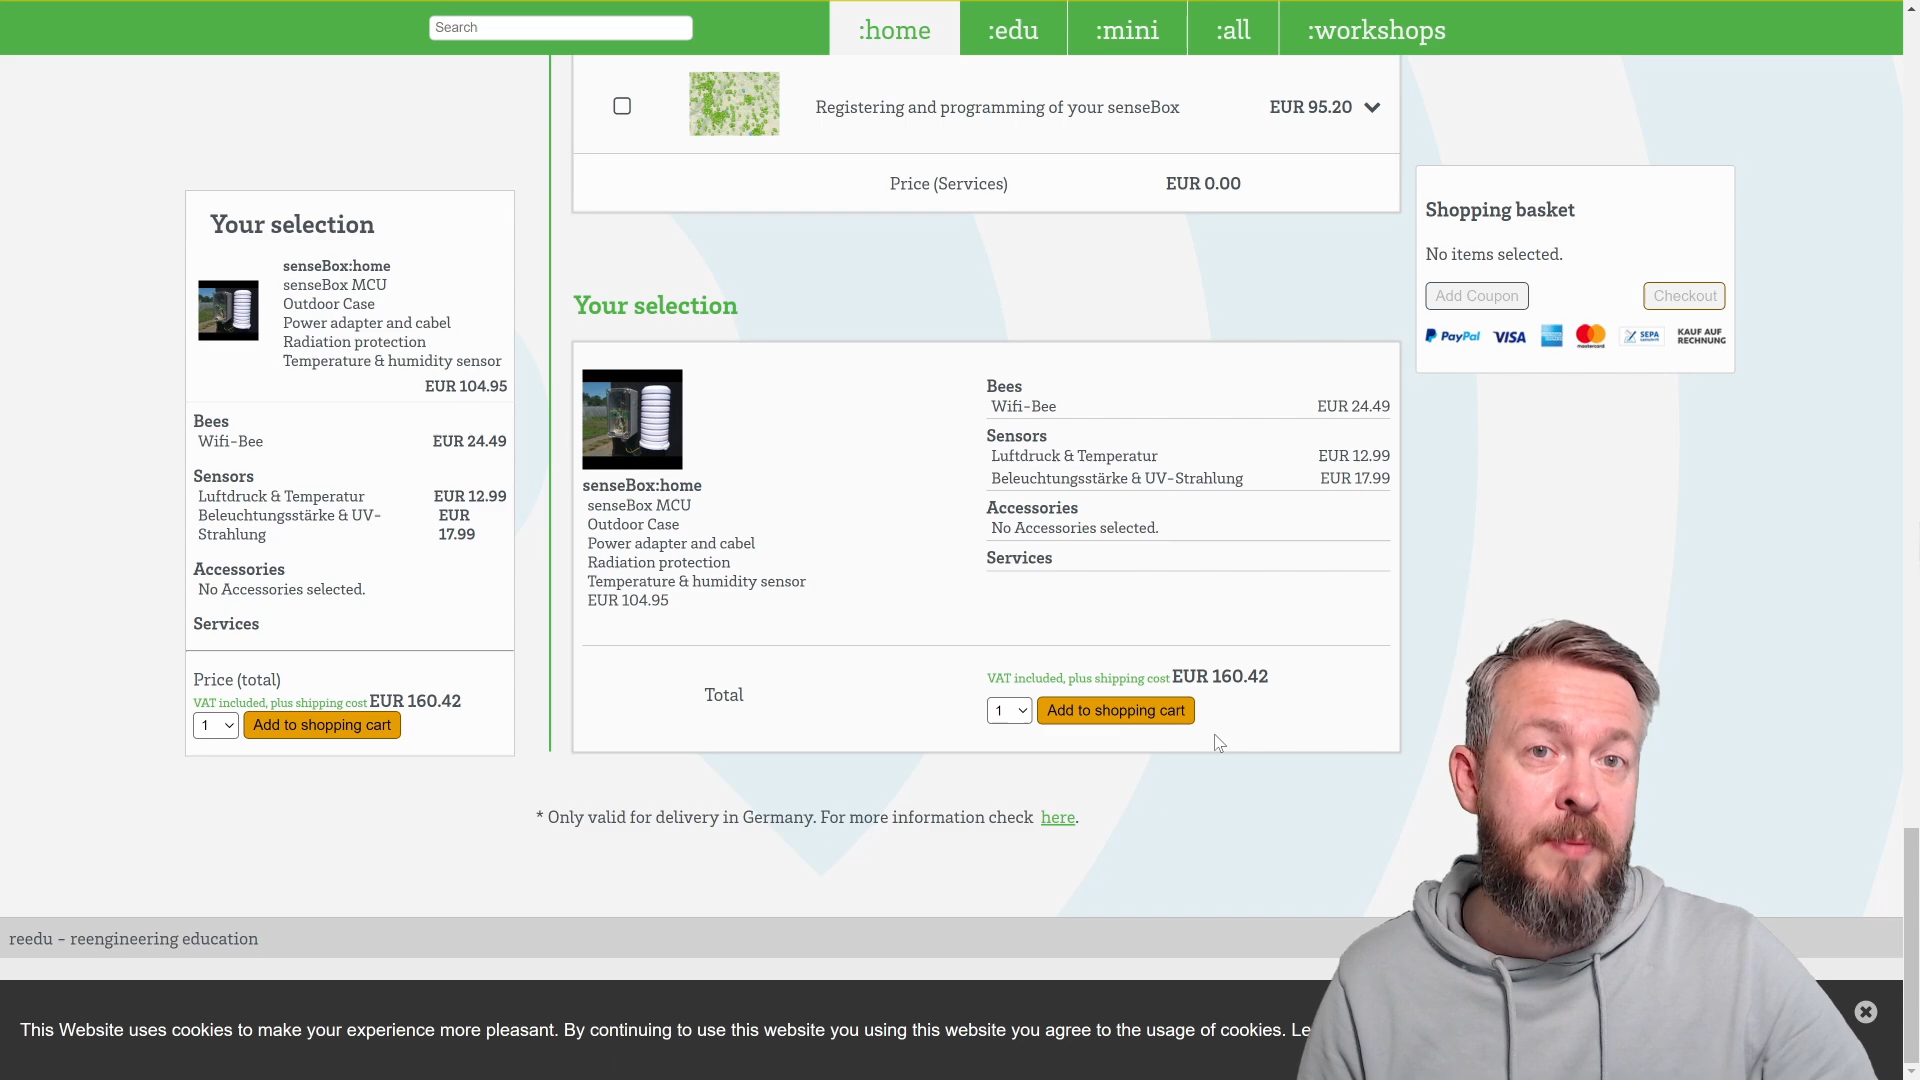 Search
:home
:edu
:mini
:all
:workshops
Registering and programming of your senseBox
EUR 95.20
Price (Services)
EUR 0.00
Your selection
senseBox:home
senseBox MCU
Outdoor Case
Power adapter and cabel
Radiation protection
Temperature & humidity sensor
EUR 104.95
Bees
Wifi-Bee EUR 24.49
Sensors
Luftdruck & Temperatur EUR 12.99
Beleuchtungsstärke & UV- EUR
Strahlung 17.99
Accessories
No Accessories selected.
Services
Price (total)
VAT included, plus shipping cost EUR 160.42
1 Add to shopping cart
Your selection
senseBox:home
senseBox MCU
Outdoor Case
Power adapter and cabel
Radiation protection
Temperature & humidity sensor
EUR 104.95
Bees
Wifi-Bee EUR 24.49
Sensors
Luftdruck & Temperatur EUR 12.99
Beleuchtungsstärke & UV-Strahlung EUR 17.99
Accessories
No Accessories selected.
Services
Total
VAT included, plus shipping cost EUR 160.42
1 Add to shopping cart
Shopping basket
No items selected.
Add Coupon Checkout
PayPal VISA mastercard SEPA KAUF AUF
RECHNUNG
* Only valid for delivery in Germany. For more information check here.
reedu - reengineering education
This Website uses cookies to make your experience more pleasant. By continuing to use this website you using this website you agree to the usage of cookies. Le